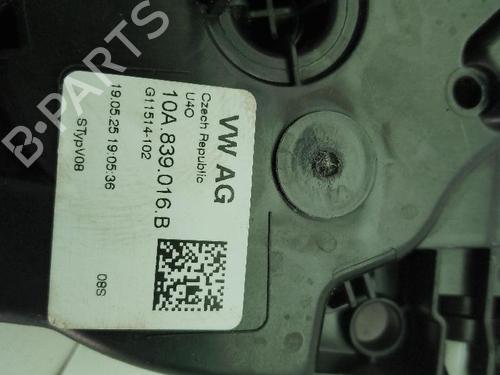 VW AG
Czech Republic
U4O
10A.839.016.B
G11514-102
19.05.25 19:05:36
STypV08
08S
B-PARTS